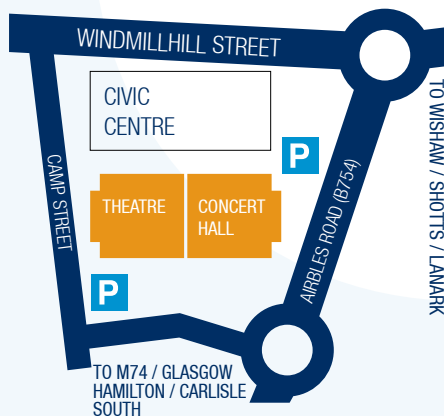 WINDMILLHILL STREET
CIVIC
CENTRE
P
TO WISHAW / SHOTTS / LANARK
CAMP STREET
THEATRE
CONCERT
HALL
AIRBLES ROAD (B754)
P
TO M74 / GLASGOW
HAMILTON / CARLISLE
SOUTH